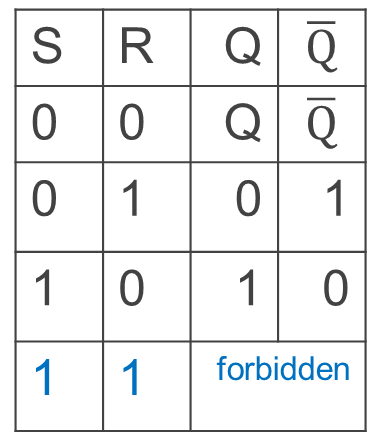 S R Q Q̅
0 0 Q Q̅
0 1 0 1
1 0 1 0
1 1 forbidden